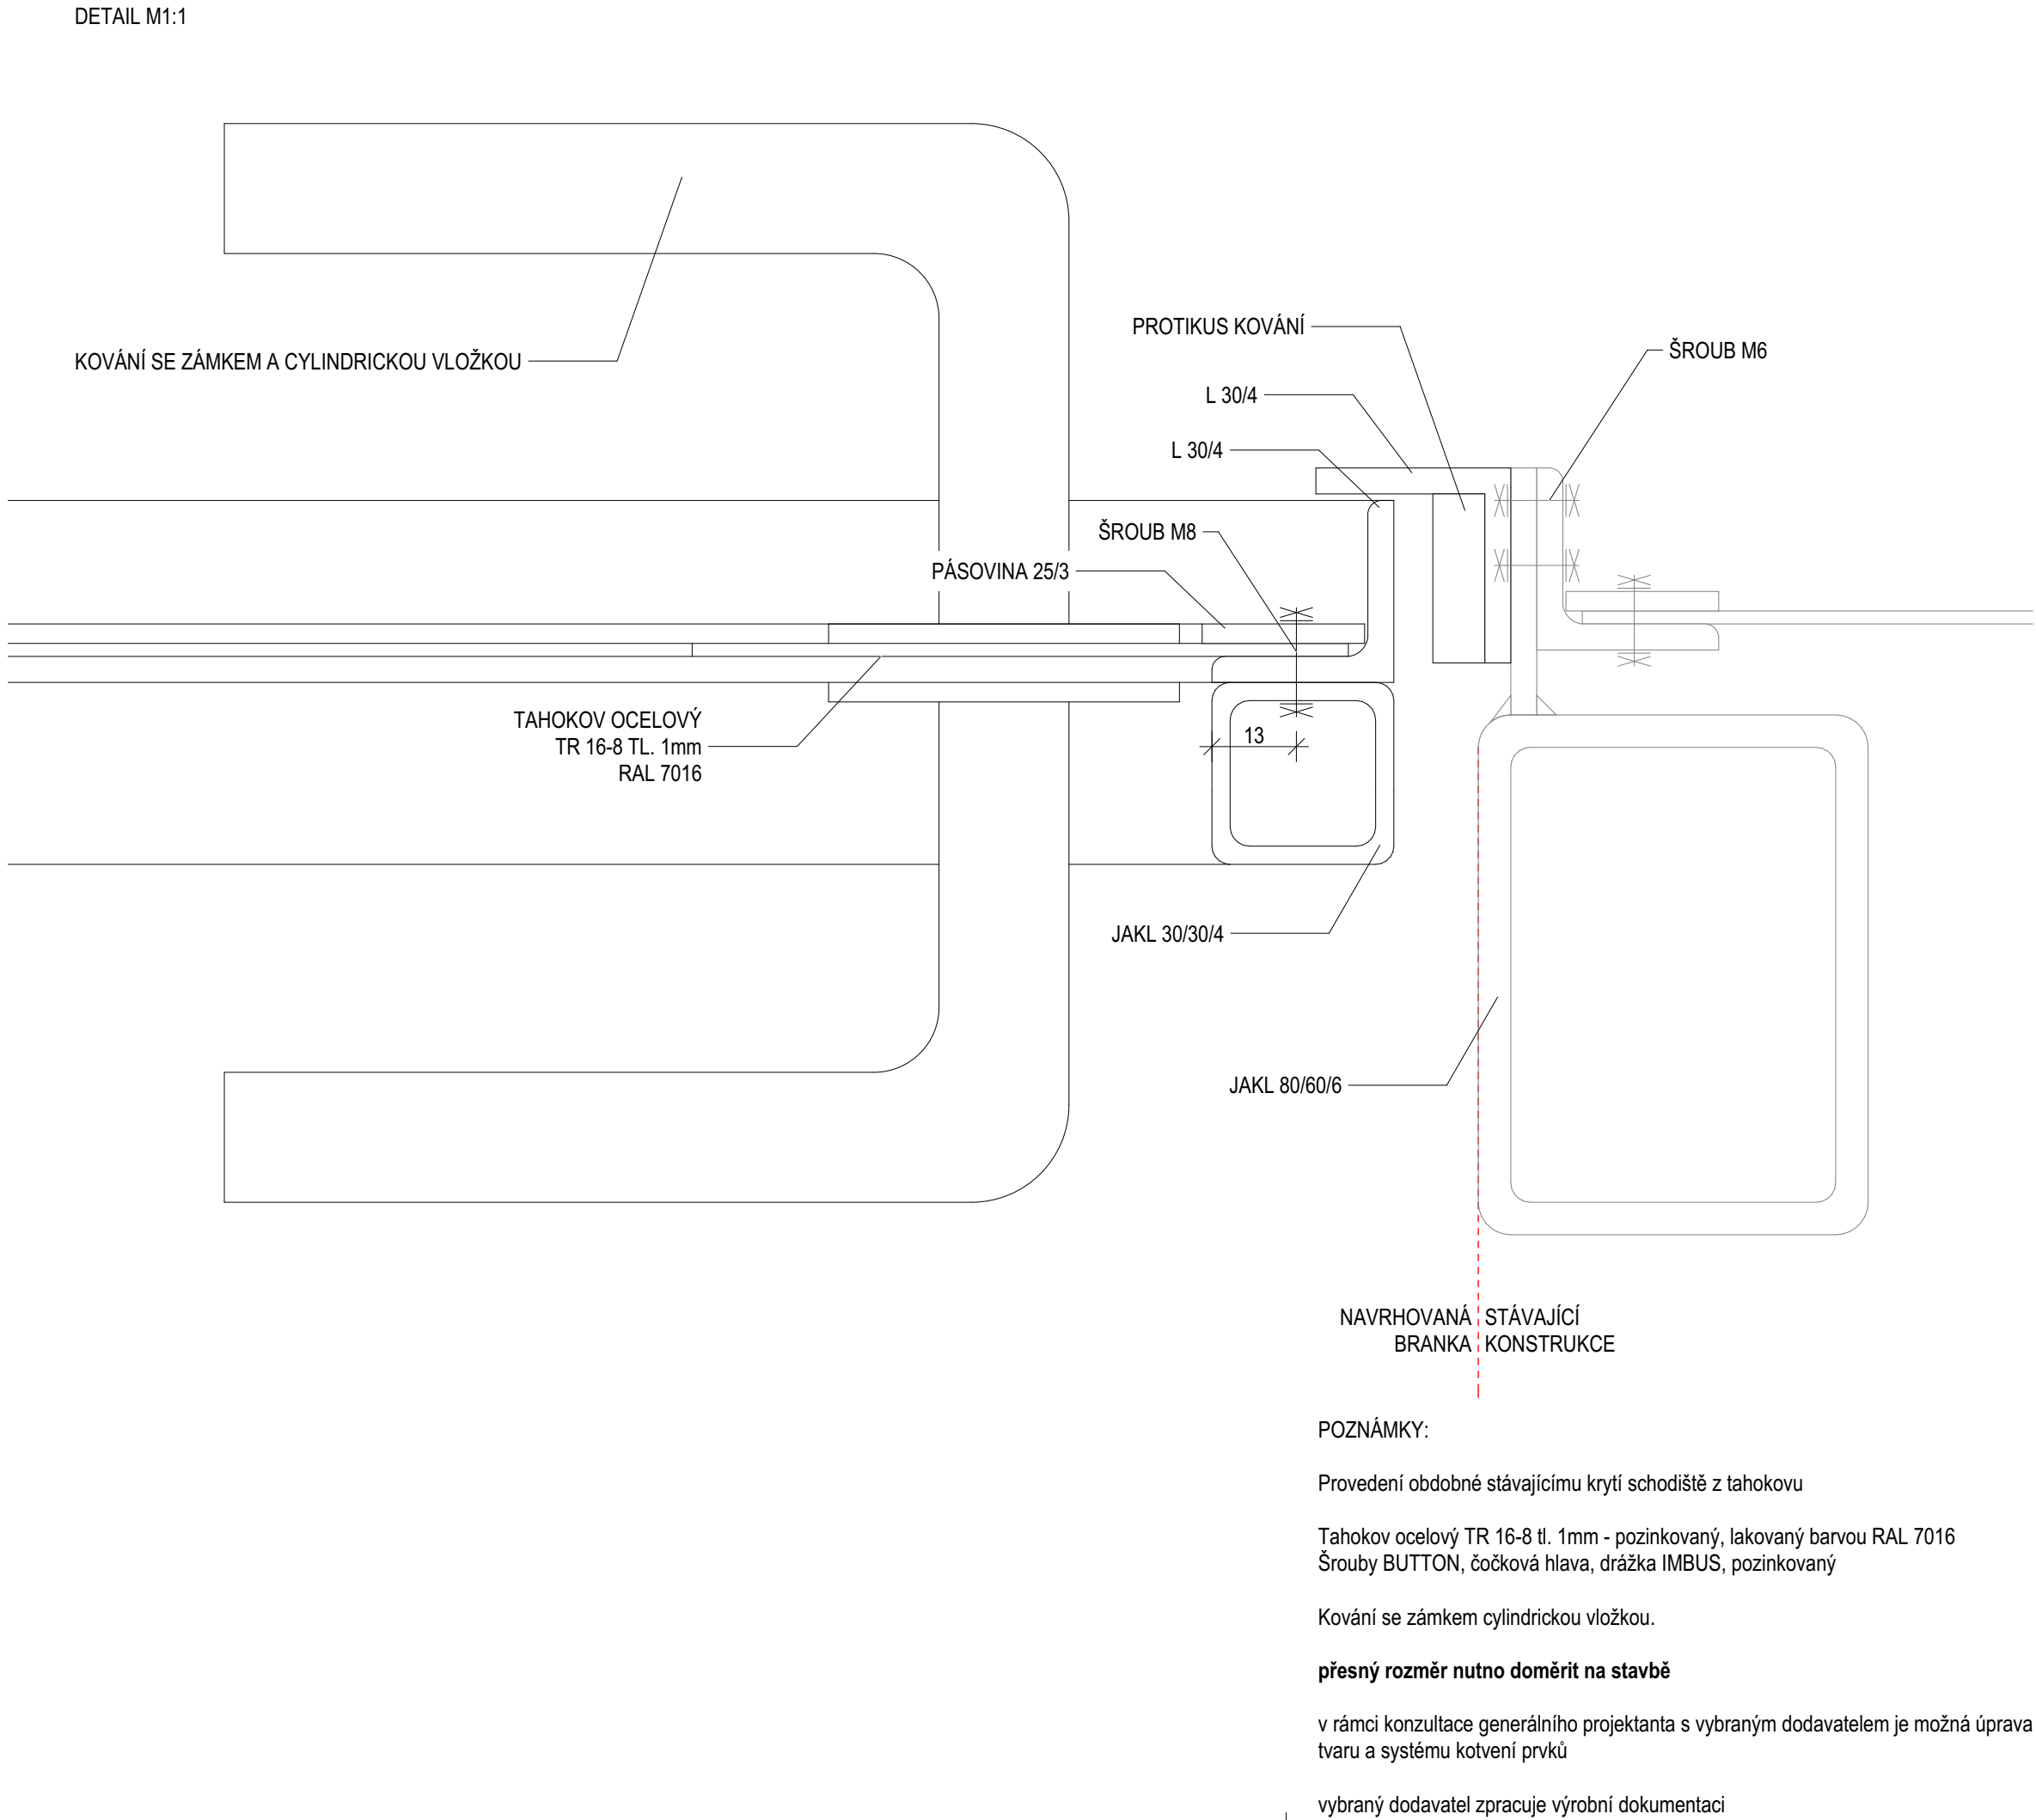 DETAIL M1:1
PROTIKUS KOVÁNÍ
ŠROUB M6
KOVÁNÍ SE ZÁMKEM A CYLINDRICKOU VLOŽKOU
L 30/4
L 30/4
ŠROUB M8
PÁSOVINA 25/3
TAHOKOV OCELOVÝ
TR 16-8 TL. 1mm
RAL 7016
13
JAKL 30/30/4
JAKL 80/60/6
NAVRHOVANÁ
BRANKA
STÁVAJÍCÍ
KONSTRUKCE
POZNÁMKY:
Provedení obdobné stávajícímu krytí schodiště z tahokovu
Tahokov ocelový TR 16-8 tl. 1mm - pozinkovaný, lakovaný barvou RAL 7016
Šrouby BUTTON, čočková hlava, drážka IMBUS, pozinkovaný
Kování se zámkem cylindrickou vložkou.
přesný rozměr nutno doměrit na stavbě
v rámci konzultace generálního projektanta s vybraným dodavatelem je možná úprava
tvaru a systému kotvení prvků
vybraný dodavatel zpracuje výrobní dokumentaci